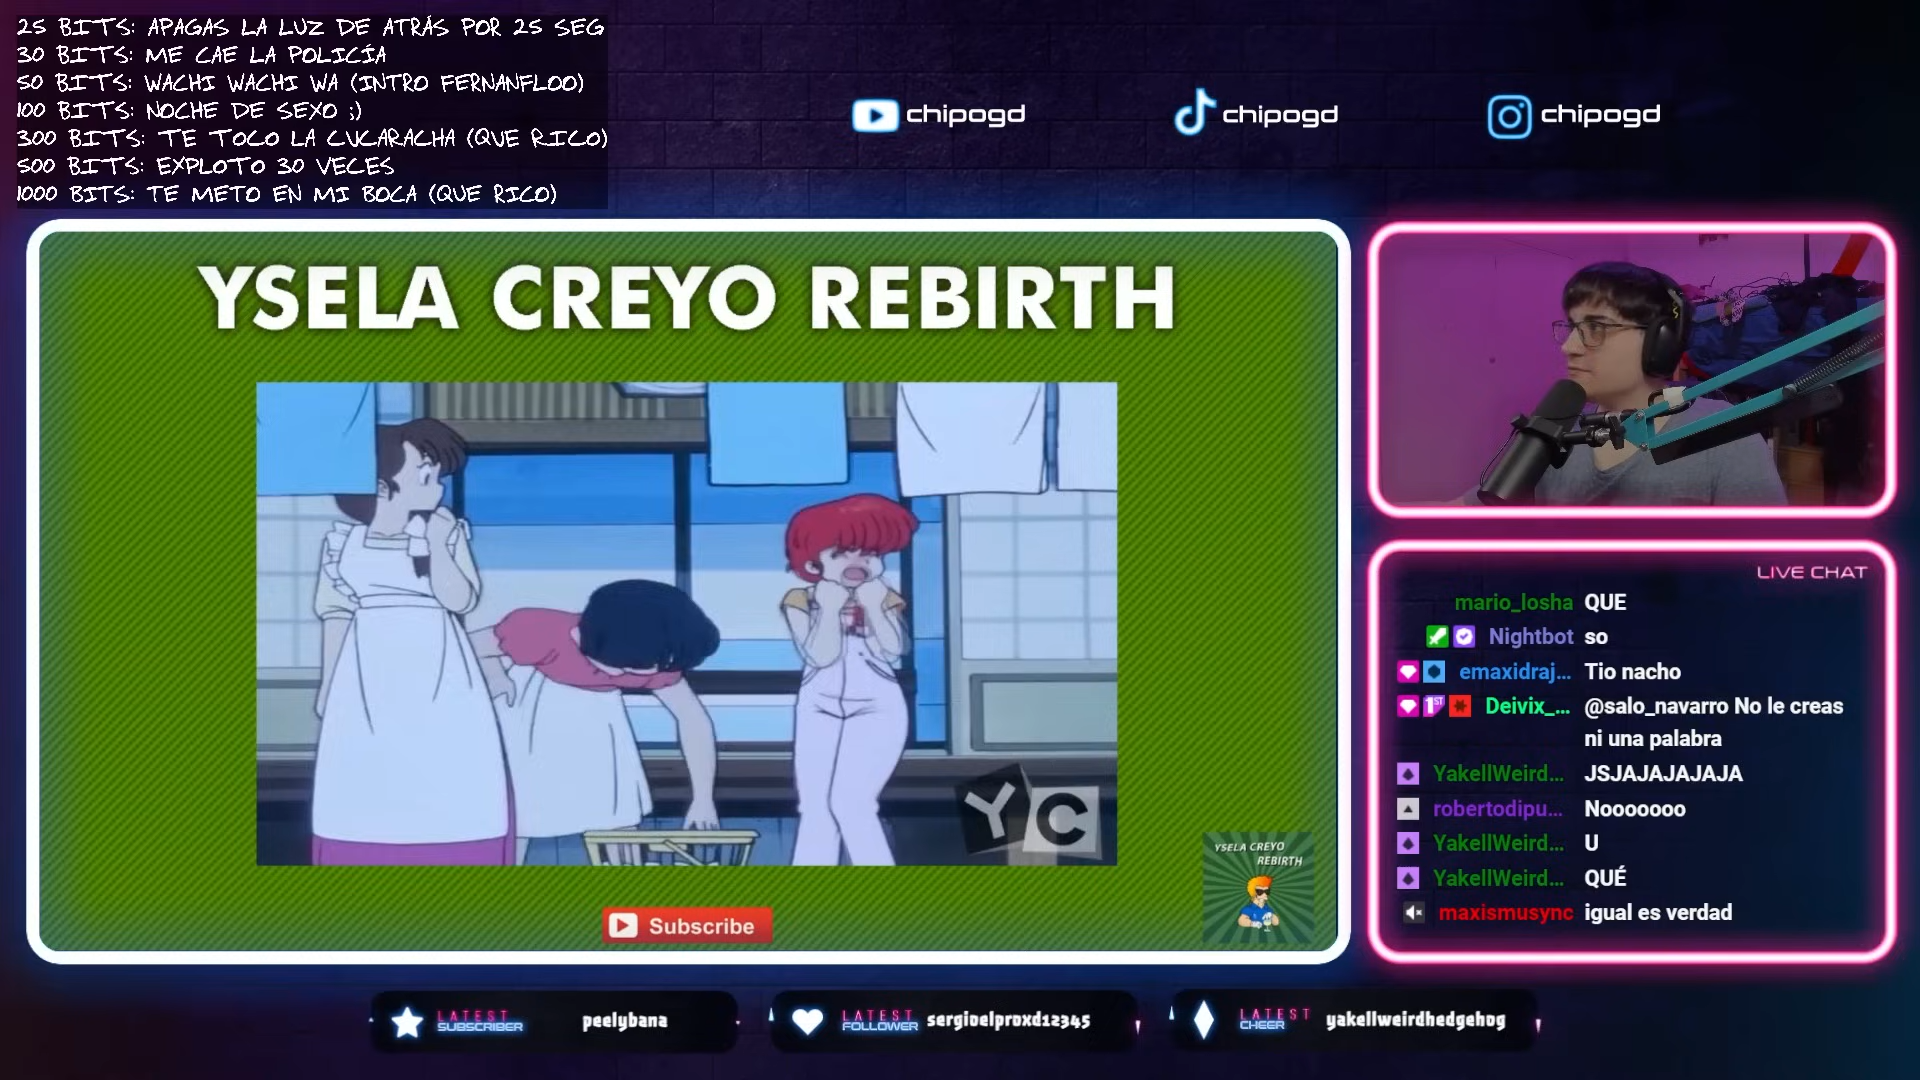 25 BITS: APAGAS LA LUZ DE ATRÁS POR 25 SEG
30 BITS: ME CAE LA POLICÍA
50 BITS: WACHI WACHI WA (INTRO FERNANFLOO)
100 BITS: NOCHE DE SEXO ;)
300 BITS: TE TOCO LA CUCARACHA (QUE RICO)
500 BITS: EXPLOTO 30 VECES
1000 BITS: TE METO EN MI BOCA (QUE RICO)
chipogd
chipogd
chipogd
YSELA CREYO REBIRTH
YC
YSELA CREYO
REBIRTH
Subscribe
LIVE CHAT
mario_losha QUE
Nightbot so
emaxidraj... Tio nacho
1ST Deivix_... @salo_navarro No le creas
ni una palabra
YakellWeird... JSJAJAJAJAJA
robertodipu... Nooooooo
YakellWeird... U
YakellWeird... QUÉ
maxismusync igual es verdad
LATEST
SUBSCRIBER
peelybana
LATEST
FOLLOWER
sergioelproxd12345
LATEST
CHEER
yakellweirdhedgehog